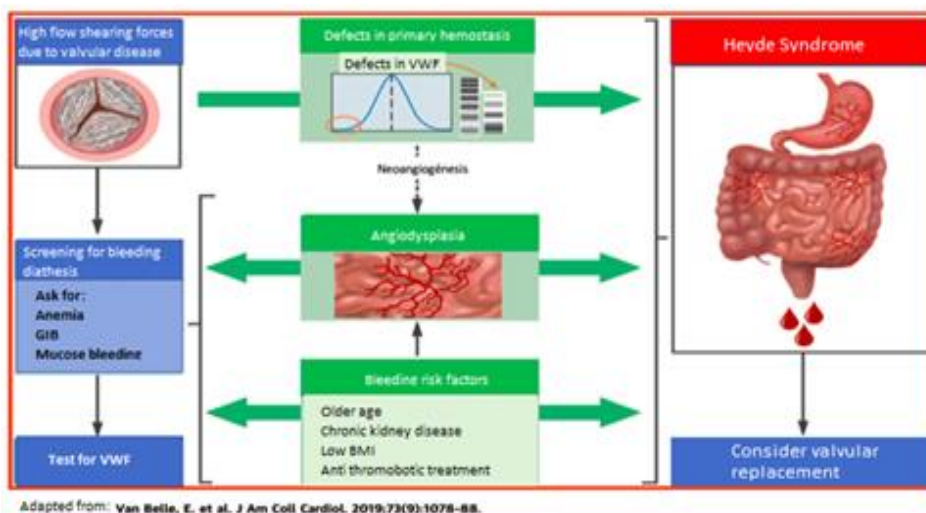 High flow shearing forces
due to valvular disease
Screening for bleeding
diathesis
Ask for:
Anemia
GIB
Mucose bleedine
Test for VWF
Defects in primary hemostasis
Defects in VWF
Neoangiogénesis
Angiodysplasia
Bleedine risk factors
Older age
Chronic kidney disease
Low BMI
Anti thrombotic treatment
Heyde Syndrome
Consider valvular
replacement
Adapted from: Van Belle, E. et al. J Am Coll Cardiol. 2019;73(9):1078-88.